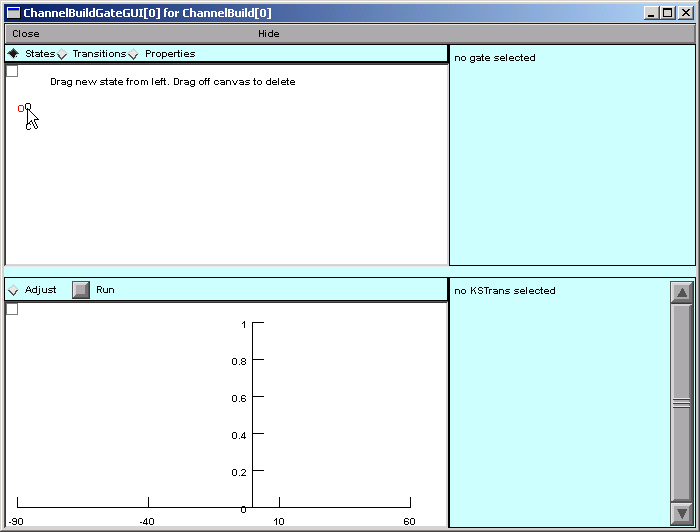 ChannelBuildGateGUI[0] for ChannelBuild[0]
Close Hide
States Transitions Properties
no gate selected
Drag new state from left. Drag off canvas to delete
O O
C
Adjust Run
no KSTrans selected
1
0.8
0.6
0.4
0.2
0
-90 -40 10 60